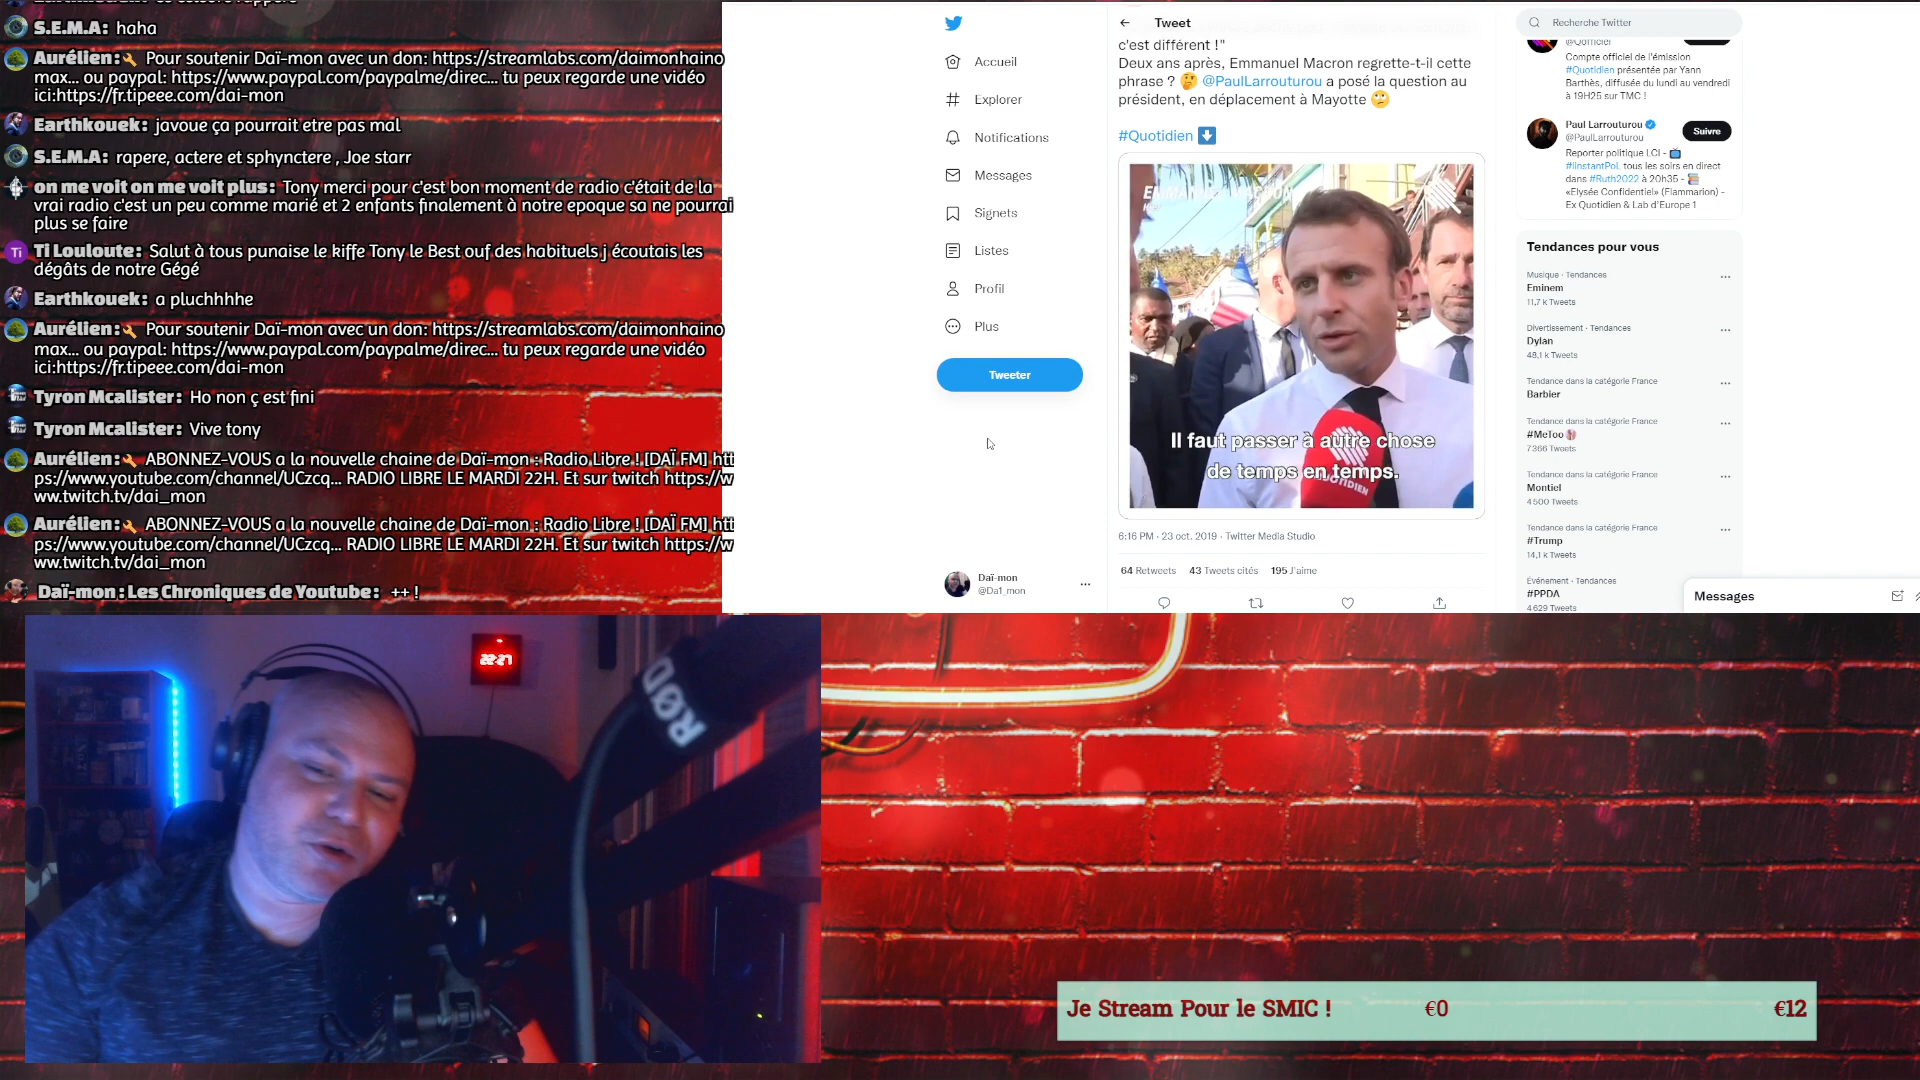 S.E.M.A : haha
Aurélien : Pour soutenir Daï-mon avec un don: https://streamlabs.com/daimonhaino
max... ou paypal: https://www.paypal.com/paypalme/direc... tu peux regarde une vidéo
ici:https://fr.tipeee.com/dai-mon
Earthkouek : javoue ça pourrait etre pas mal
S.E.M.A : rapere, actere et sphynctere , Joe starr
on me voit on me voit plus : Tony merci pour c'est bon moment de radio c'était de la
vrai radio c'est un peu comme marié et 2 enfants finalement à notre epoque sa ne pourrai
plus se faire
Ti
Ti Louloute : Salut à tous punaise le kiffe Tony le Best ouf des habituels j écoutais les
dégâts de notre Gégé
Earthkouek : a pluchhhhe
Aurélien : Pour soutenir Daï-mon avec un don: https://streamlabs.com/daimonhaino
max... ou paypal: https://www.paypal.com/paypalme/direc... tu peux regarde une vidéo
ici:https://fr.tipeee.com/dai-mon
Tyron Mcalister : Ho non ç est fini
Tyron Mcalister : Vive tony
Aurélien : ABONNEZ-VOUS a la nouvelle chaine de Daï-mon : Radio Libre ! [DAÏ FM] htt
ps://www.youtube.com/channel/UCzcq... RADIO LIBRE LE MARDI 22H. Et sur twitch https://w
ww.twitch.tv/dai_mon
Aurélien : ABONNEZ-VOUS a la nouvelle chaine de Daï-mon : Radio Libre ! [DAÏ FM] htt
ps://www.youtube.com/channel/UCzcq... RADIO LIBRE LE MARDI 22H. Et sur twitch https://w
ww.twitch.tv/dai_mon
Daï-mon : Les Chroniques de Youtube : ++ !
Accueil
Explorer
Notifications
Messages
Signets
Listes
Profil
Plus
Tweeter
Daï-mon
@Da1_mon
Tweet
c'est différent !"
Deux ans après, Emmanuel Macron regrette-t-il cette
phrase ? 🤔 @PaulLarrouturou a posé la question au
président, en déplacement à Mayotte 🙄
#Quotidien ⬇️
Il faut passer à autre chose
de temps en temps.
QUOTIDIEN
6:16 PM · 23 oct. 2019 · Twitter Media Studio
64 Retweets 43 Tweets cités 195 J'aime
Recherche Twitter
@Qofficiel
Compte officiel de l'émission
#Quotidien présentée par Yann
Barthès, diffusée du lundi au vendredi
à 19H25 sur TMC !
Paul Larrouturou
@PaulLarrouturou
Suivre
Reporter politique LCI - 📺
#lInstantPol tous les soirs en direct
dans #Ruth2022 à 20h35 - 📚
«Elysée Confidentiel» (Flammarion) -
Ex Quotidien & Lab d'Europe 1
Tendances pour vous
Musique · Tendances
Eminem
11,7 k Tweets
Divertissement · Tendances
Dylan
48,1 k Tweets
Tendance dans la catégorie France
Barbier
Tendance dans la catégorie France
#MeToo
7 366 Tweets
Tendance dans la catégorie France
Montiel
4 500 Tweets
Tendance dans la catégorie France
#Trump
14,1 k Tweets
Événement · Tendances
#PPDA
4 629 Tweets
Messages
22:27
RØD
Je Stream Pour le SMIC ! €0 €12